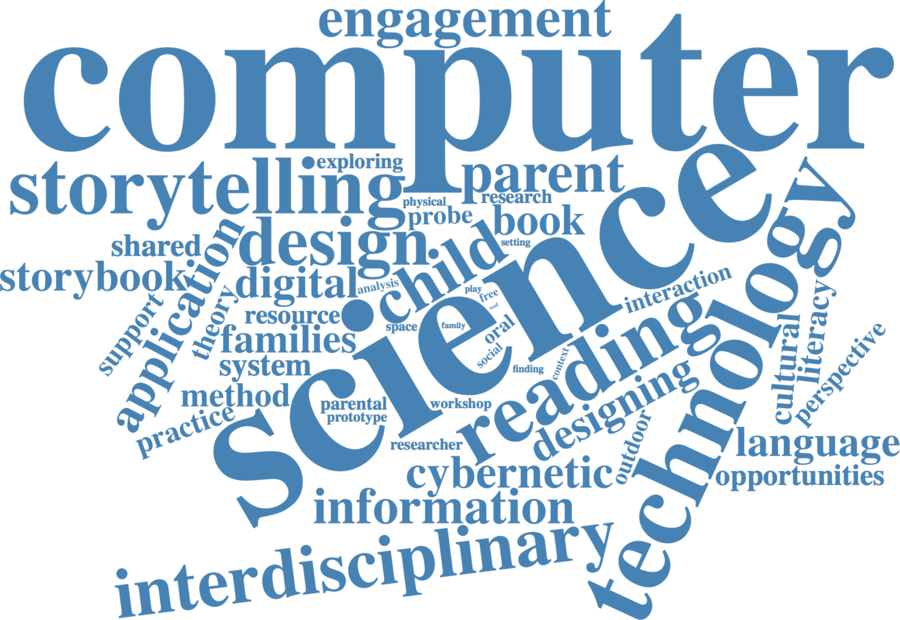 engagement
computer
science
storytelling
exploring
parent
physical
research
probe
book
setting
shared
design
storybook
application
digital
child
analysis
play
free
technology
support
theory
resource
families
space
family
oral
social
interaction
system
finding
context
reading
cultural
literacy
perspective
method
practice
parental
prototype
workshop
designing
researcher
outdoor
language
cybernetic
opportunities
information
interdisciplinary